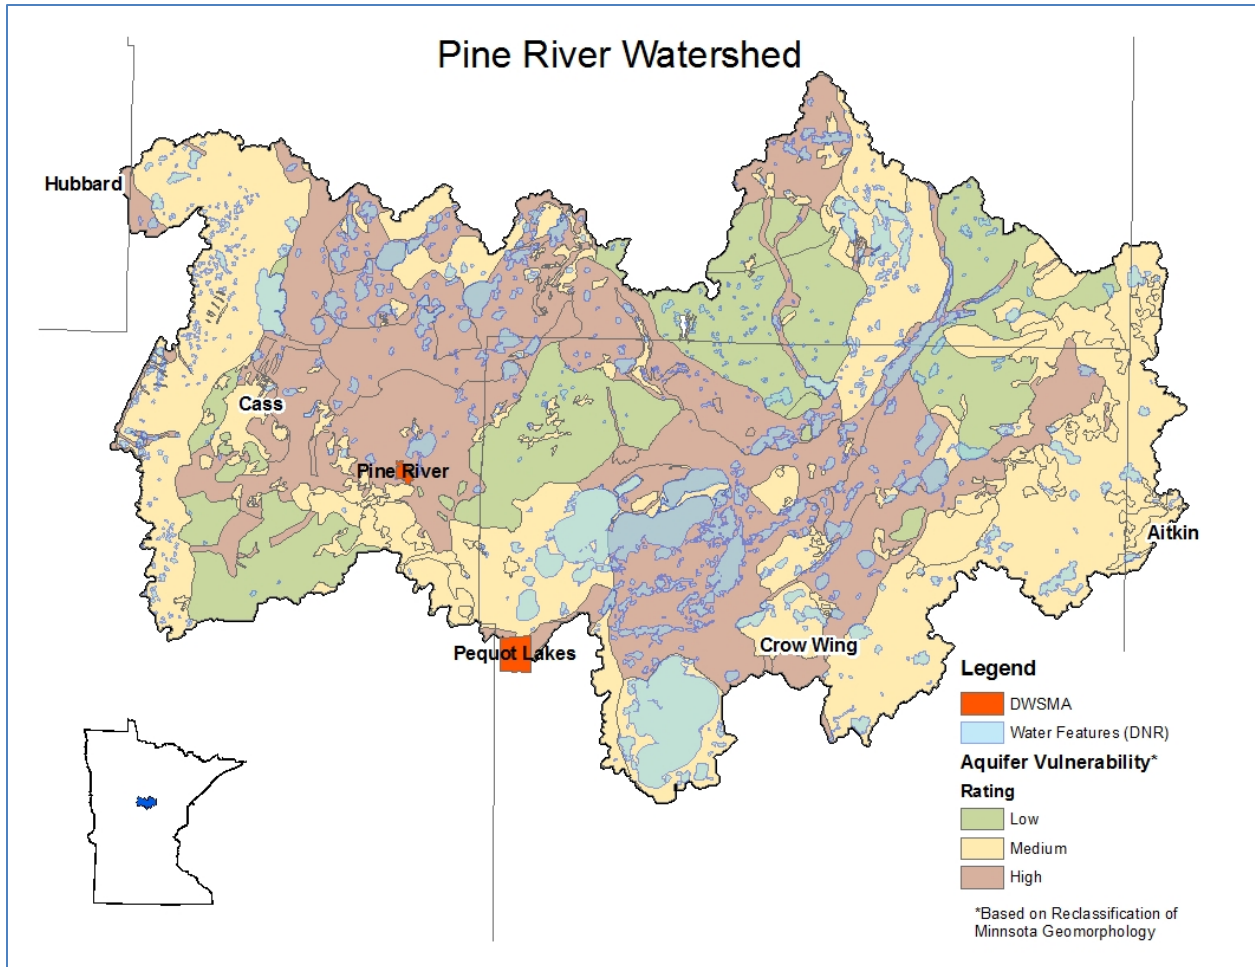 Pine River Watershed
Hubbard
Cass
Pine River
Aitkin
Pequot Lakes
Crow Wing
Legend
DWSMA
Water Features (DNR)
Aquifer Vulnerability*
Rating
Low
Medium
High
*Based on Reclassification of
Minnsota Geomorphology